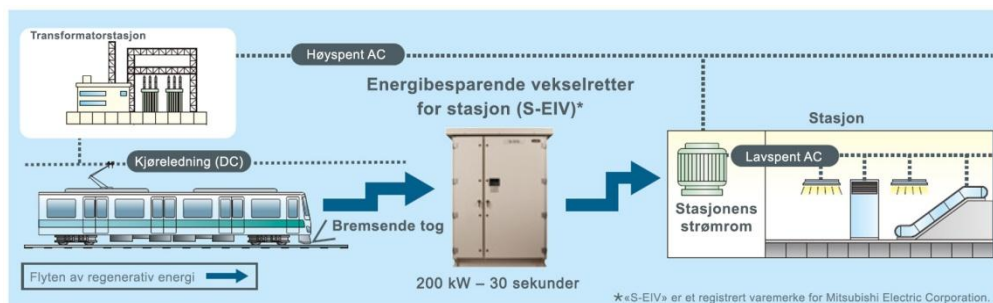 Transformatorstasjon
Høyspent AC
Energibesparende vekselretter
for stasjon (S-EIV)*
Stasjon
Kjøreledning (DC)
Lavspent AC
Bremsende tog
Stasjonens
strømrom
Flyten av regenerativ energi
200 kW – 30 sekunder
*«S-EIV» er et registrert varemerke for Mitsubishi Electric Corporation.